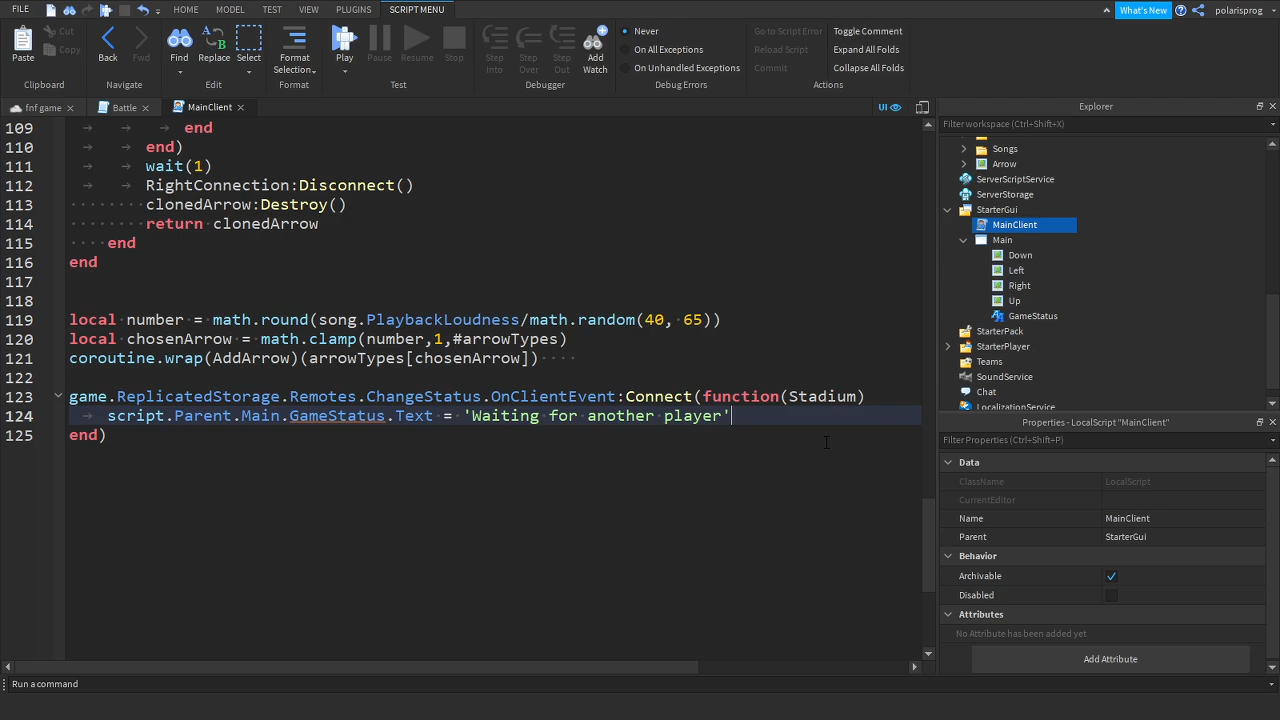 FILE HOME MODEL TEST VIEW PLUGINS SCRIPT MENU What's New polarisprog
Paste Cut Copy Back Fwd Find Replace Select Format Selection Play Pause Resume Stop Step Into Step Over Step Out Add Watch
Never
On All Exceptions
On Unhandled Exceptions
Go to Script Error
Reload Script
Commit
Toggle Comment
Expand All Folds
Collapse All Folds
Clipboard Navigate Edit Format Test Debugger Debug Errors Actions
fnf game Battle MainClient UI
109 end
110 end)
111 wait(1)
112 RightConnection:Disconnect()
113 clonedArrow:Destroy()
114 return clonedArrow
115 end
116 end
117
118
119 local number = math.round(song.PlaybackLoudness/math.random(40, 65))
120 local chosenArrow = math.clamp(number,1,#arrowTypes)
121 coroutine.wrap(AddArrow)(arrowTypes[chosenArrow])
122
123 game.ReplicatedStorage.Remotes.ChangeStatus.OnClientEvent:Connect(function(Stadium)
124 script.Parent.Main.GameStatus.Text = 'Waiting for another player'
125 end)
Explorer
Filter workspace (Ctrl+Shift+X)
Songs
Arrow
ServerScriptService
ServerStorage
StarterGui
MainClient
Main
Down
Left
Right
Up
GameStatus
StarterPack
StarterPlayer
Teams
SoundService
LocalizationService
Properties - LocalScript "MainClient"
Filter Properties (Ctrl+Shift+P)
Data
ClassName LocalScript
CurrentEditor
Name MainClient
Parent StarterGui
Behavior
Archivable
Disabled
Attributes
No Attribute has been added yet
Add Attribute
Run a command